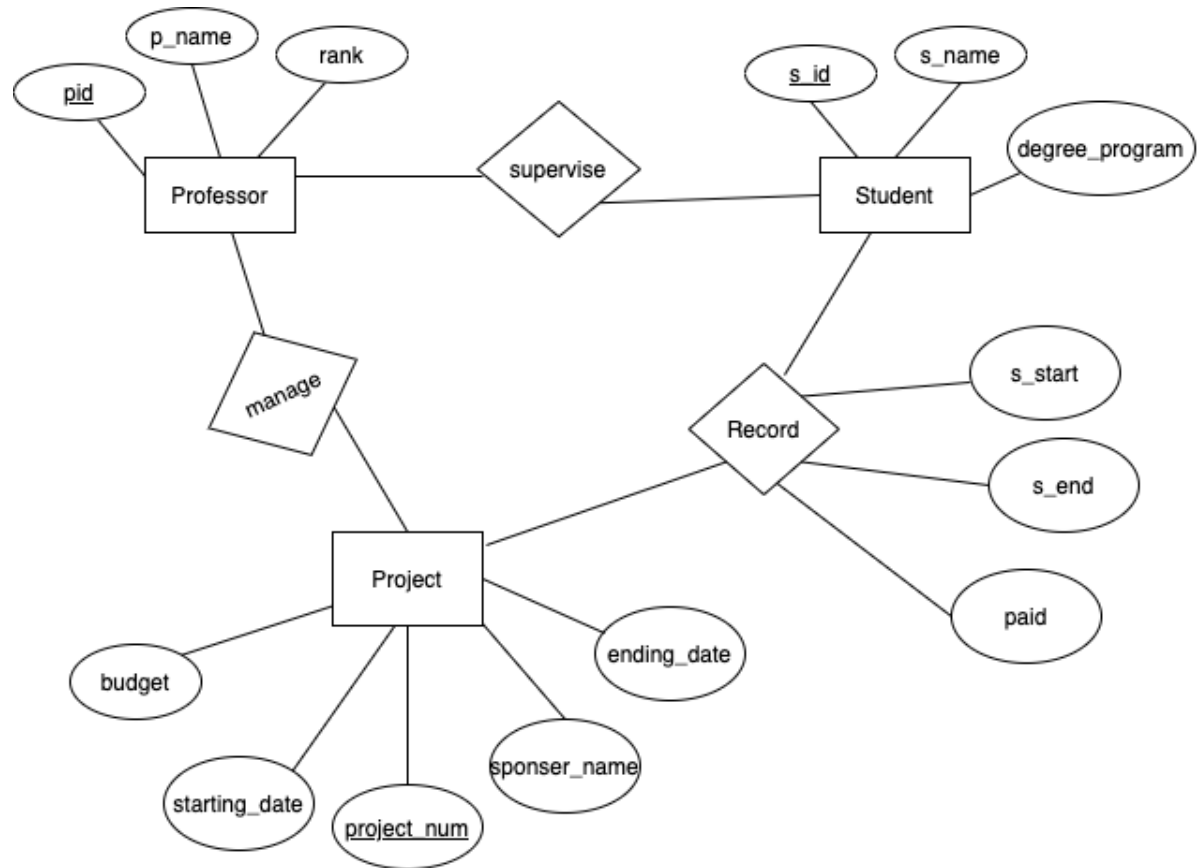 p_name
rank
pid
s_name
s_id
degree_program
supervise
Professor
Student
s_start
manage
Record
s_end
Project
paid
ending_date
budget
sponser_name
starting_date
project_num